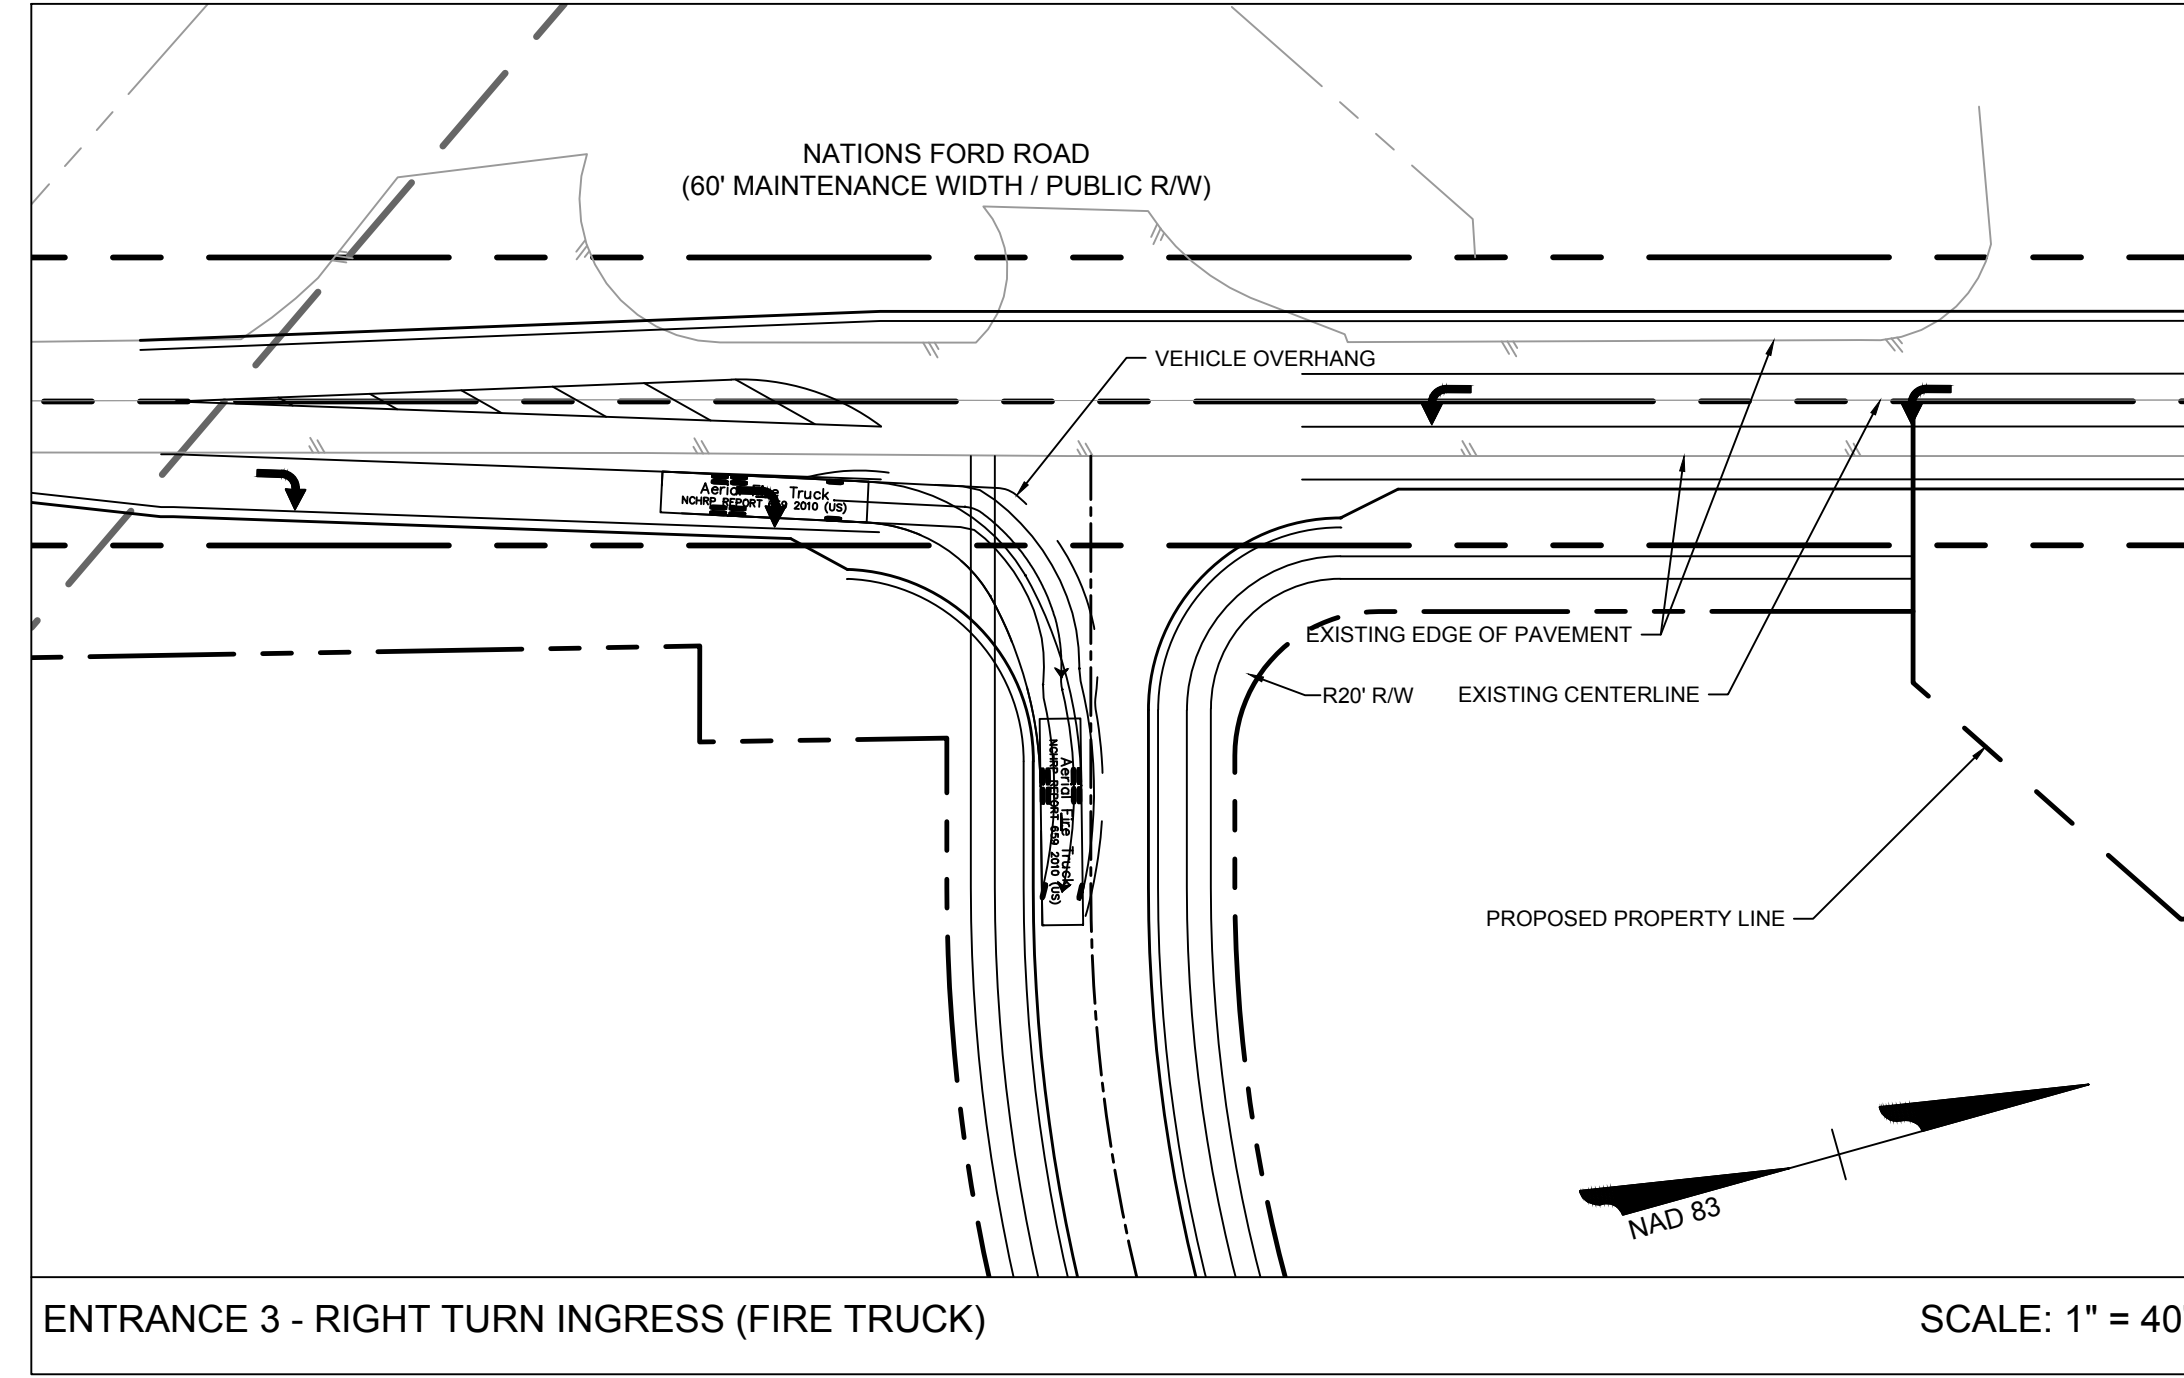 NATIONS FORD ROAD
(60' MAINTENANCE WIDTH / PUBLIC R/W)
VEHICLE OVERHANG
Aerial Fire Truck
NCHRP REPORT 659 2010 (US)
EXISTING EDGE OF PAVEMENT
R20' R/W
EXISTING CENTERLINE
Aerial Fire Truck
NCHRP REPORT 659 2010 (US)
PROPOSED PROPERTY LINE
NAD 83
ENTRANCE 3 - RIGHT TURN INGRESS (FIRE TRUCK)
SCALE: 1" = 40